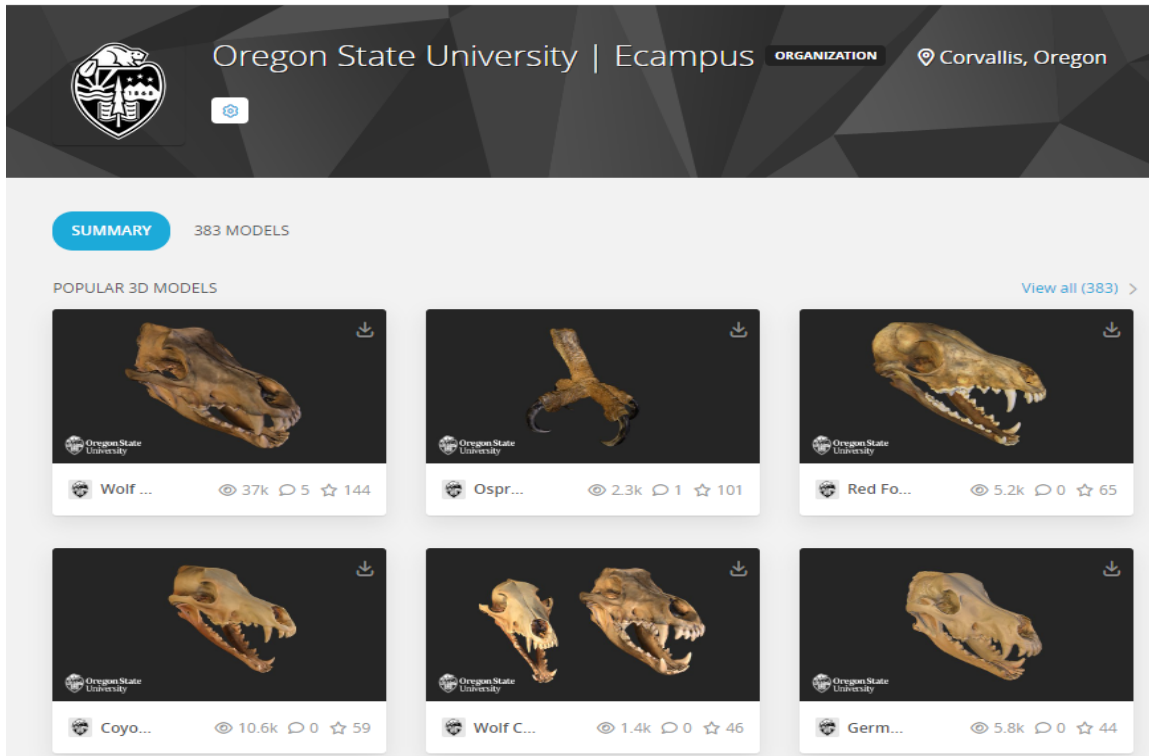 Oregon State University | Ecampus ORGANIZATION Corvallis, Oregon
SUMMARY 383 MODELS
POPULAR 3D MODELS View all (383) >
Oregon State
University
Oregon State
University
Oregon State
University
Wolf ... 37k 5 144
Ospr... 2.3k 1 101
Red Fo... 5.2k 0 65
Oregon State
University
Oregon State
University
Oregon State
University
Coyo... 10.6k 0 59
Wolf C... 1.4k 0 46
Germ... 5.8k 0 44